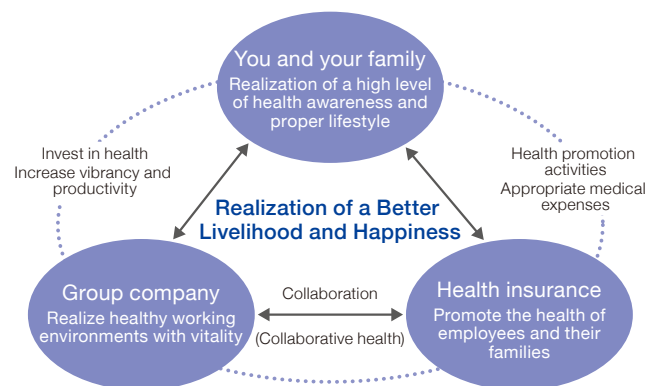 You and your family
Realization of a high level
of health awareness and
proper lifestyle
Invest in health
Increase vibrancy and
productivity
Health promotion
activities
Appropriate medical
expenses
Realization of a Better
Livelihood and Happiness
Group company
Realize healthy working
environments with vitality
Collaboration
(Collaborative health)
Health insurance
Promote the health of
employees and their
families